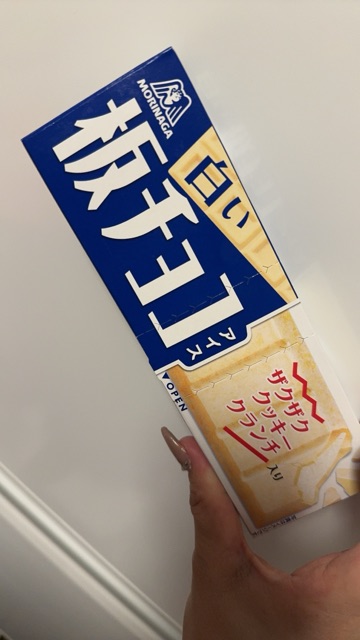 MORINAGA
白い
板チョコ
アイス
▼OPEN
ザクザク
クッキー
クランチ
入り